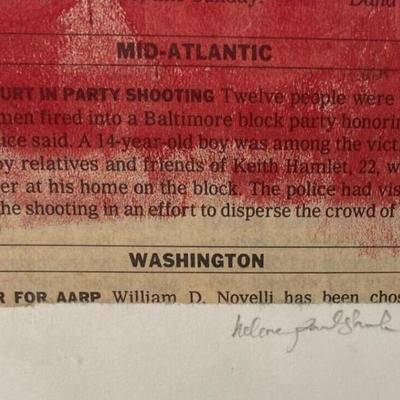 MID-ATLANTIC
URT IN PARTY SHOOTING Twelve people were
men fired into a Baltimore block party honorin
ice said. A 14-year-old boy was among the victi
by relatives and friends of Keith Hamlet, 22, w
er at his home on the block. The police had vis
he shooting in an effort to disperse the crowd of
WASHINGTON
R FOR AARP William D. Novelli has been chos
helene